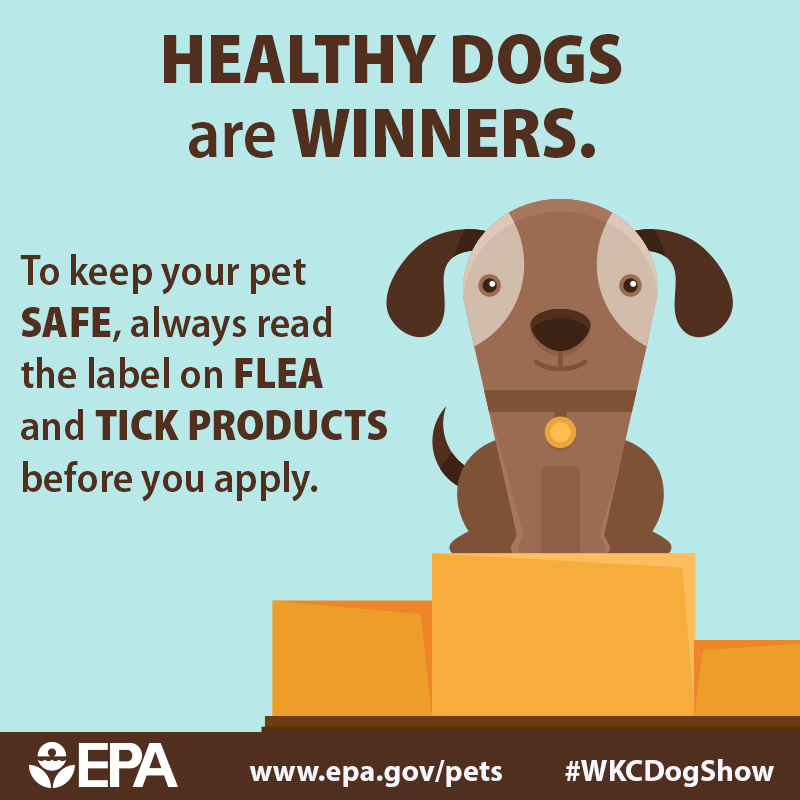 HEALTHY DOGS
are WINNERS.
To keep your pet
SAFE, always read
the label on FLEA
and TICK PRODUCTS
before you apply.
EPA
www.epa.gov/pets
#WKCDogShow